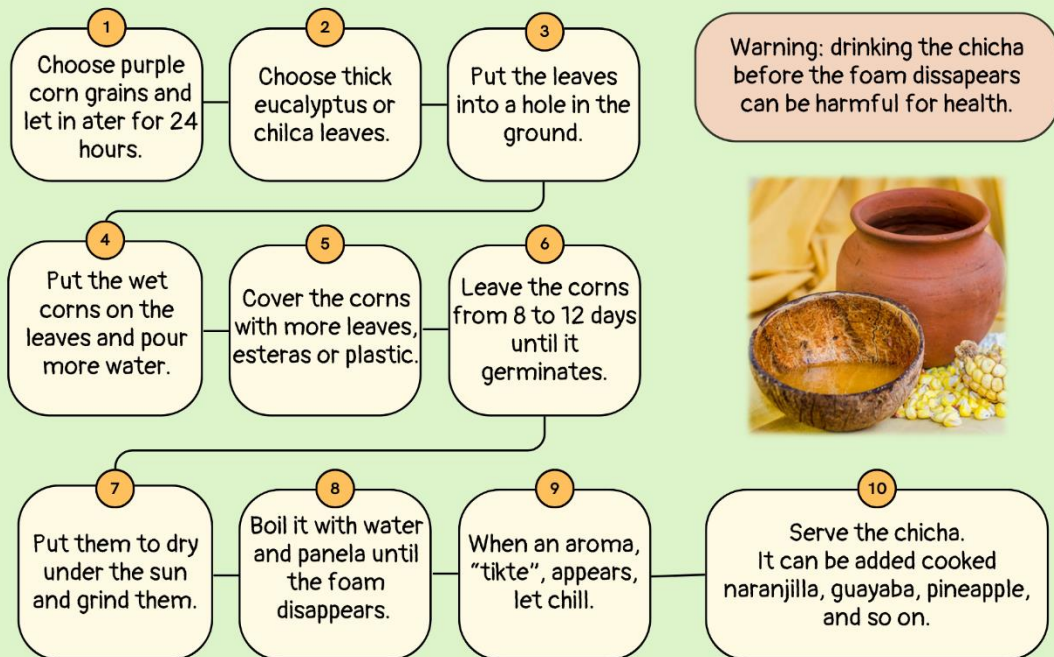 1
Choose purple
corn grains and
let in ater for 24
hours.
2
Choose thick
eucalyptus or
chilca leaves.
3
Put the leaves
into a hole in the
ground.
Warning: drinking the chicha
before the foam dissapears
can be harmful for health.
4
Put the wet
corns on the
leaves and pour
more water.
5
Cover the corns
with more leaves,
esteras or plastic.
6
Leave the corns
from 8 to 12 days
until it
germinates.
7
Put them to dry
under the sun
and grind them.
8
Boil it with water
and panela until
the foam
disappears.
9
When an aroma,
“tikte”, appears,
let chill.
10
Serve the chicha.
It can be added cooked
naranjilla, guayaba, pineapple,
and so on.